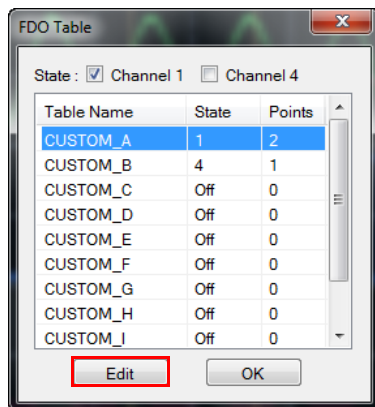 FDO Table
State : Channel 1 Channel 4
Table Name State Points
CUSTOM_A 1 2
CUSTOM_B 4 1
CUSTOM_C Off 0
CUSTOM_D Off 0
CUSTOM_E Off 0
CUSTOM_F Off 0
CUSTOM_G Off 0
CUSTOM_H Off 0
CUSTOM_I Off 0
Edit OK